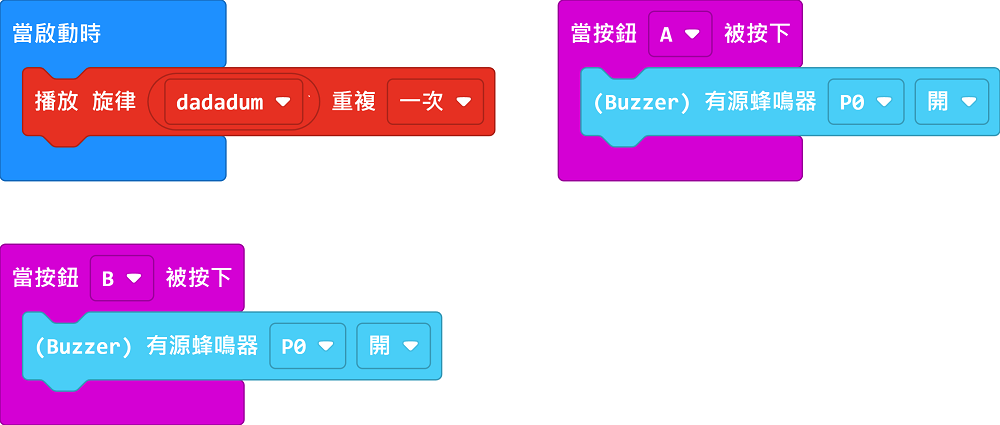 當啟動時
播放 旋律 dadadum 重複 一次
當按鈕 A 被按下
(Buzzer) 有源蜂鳴器 P0 開
當按鈕 B 被按下
(Buzzer) 有源蜂鳴器 P0 開